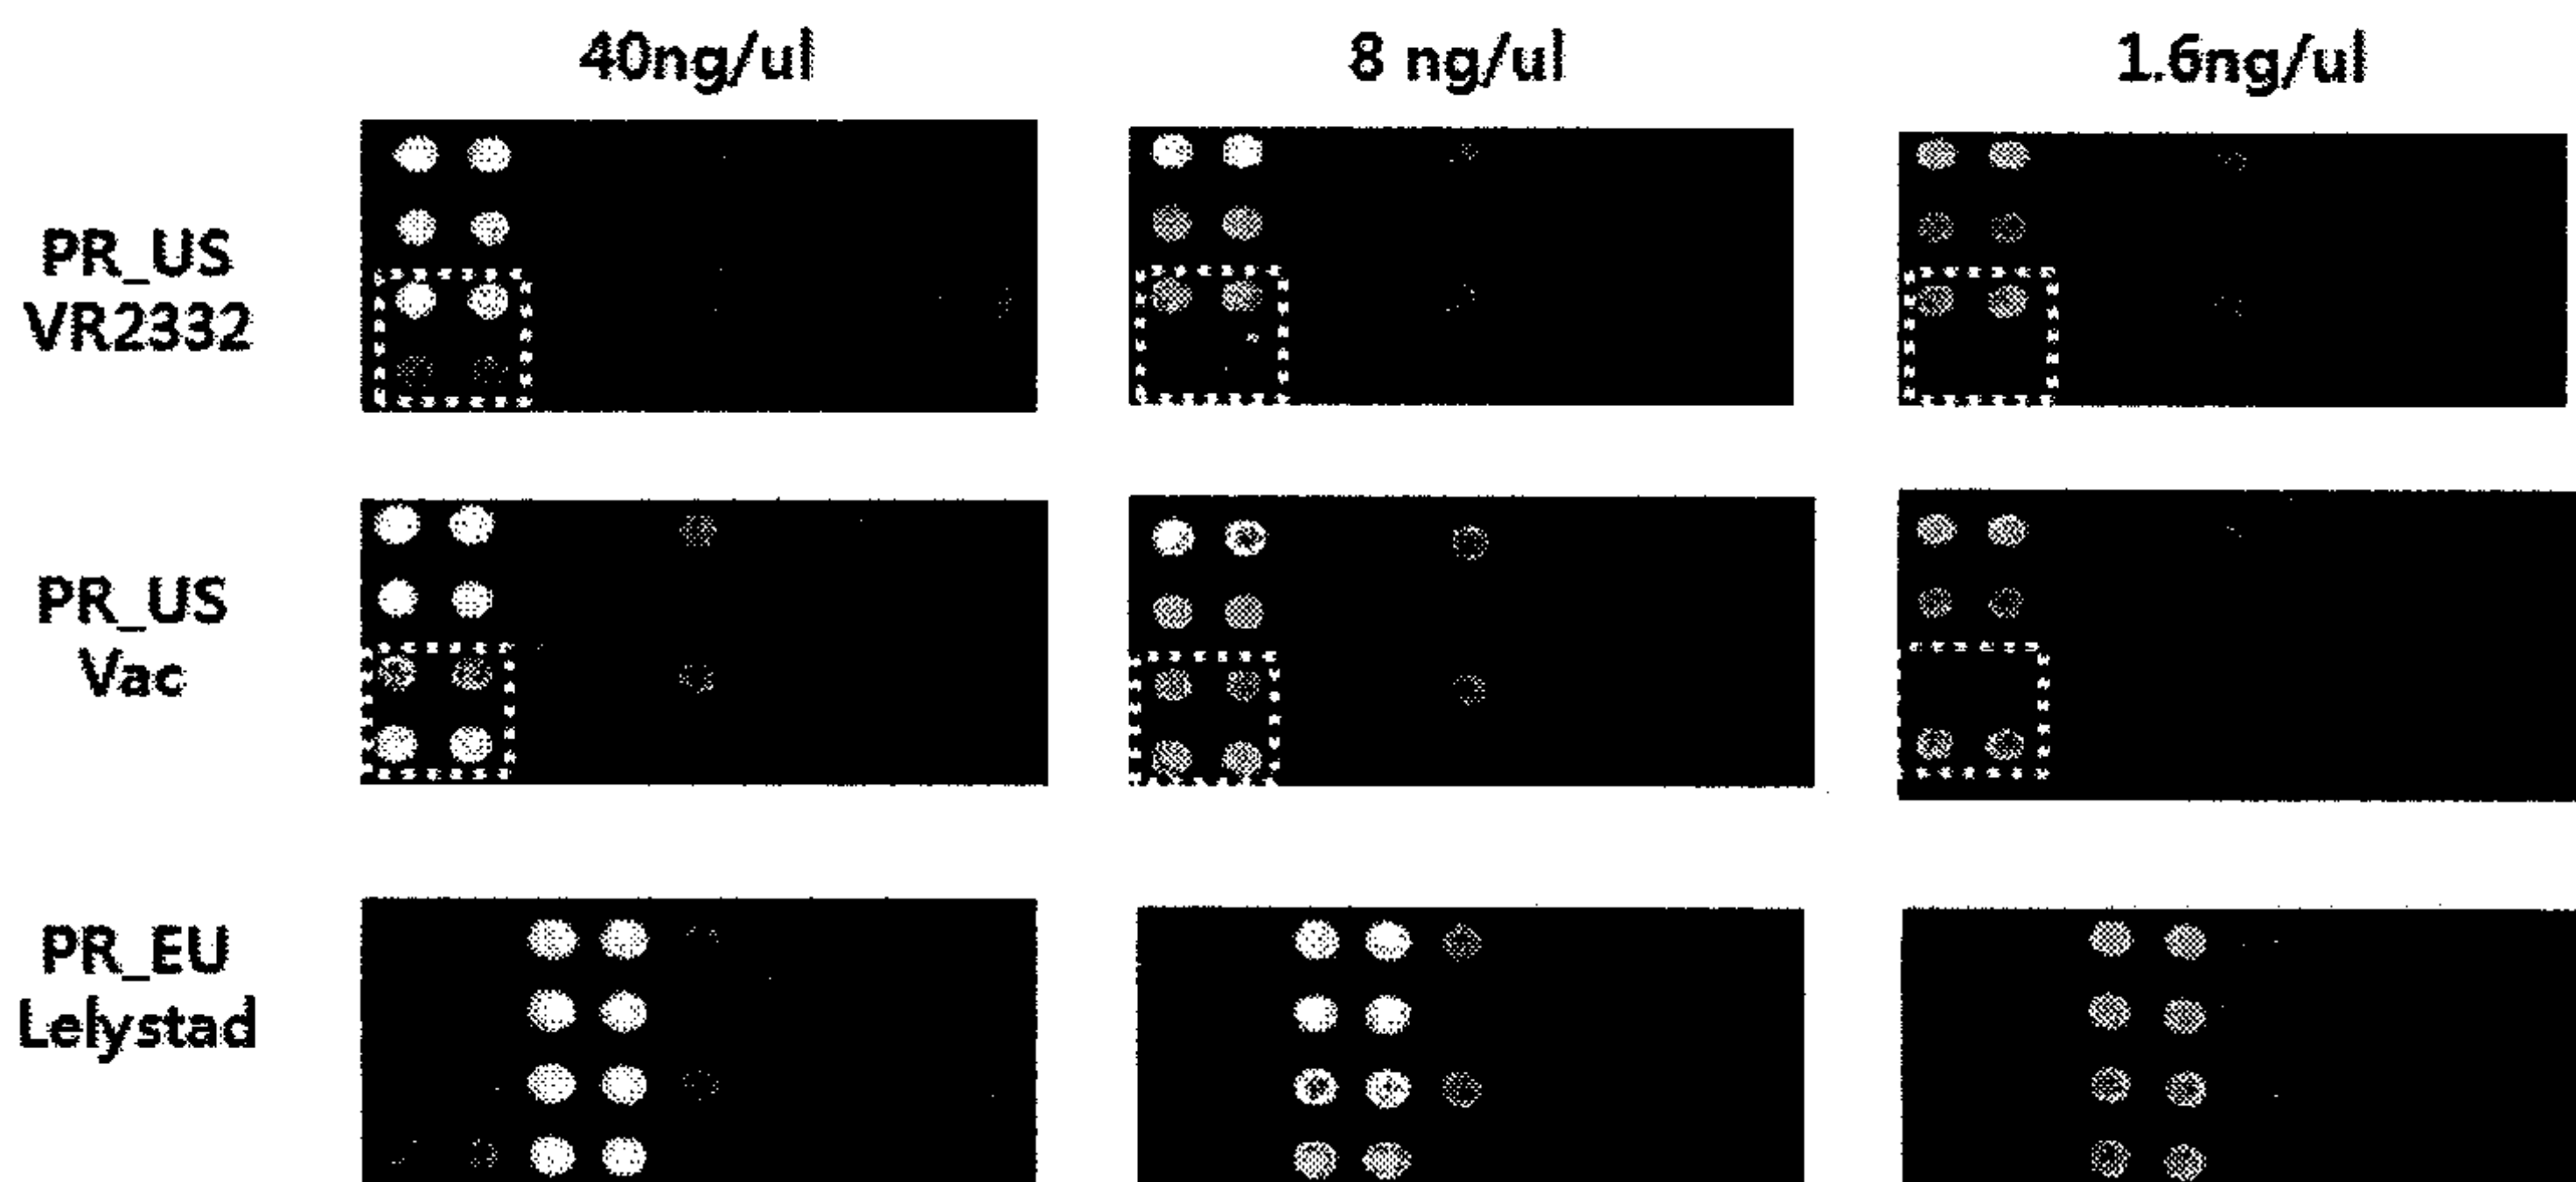 40ng/ul
8 ng/ul
1.6ng/ul
PR_US
VR2332
PR_US
Vac
PR_EU
Lelystad